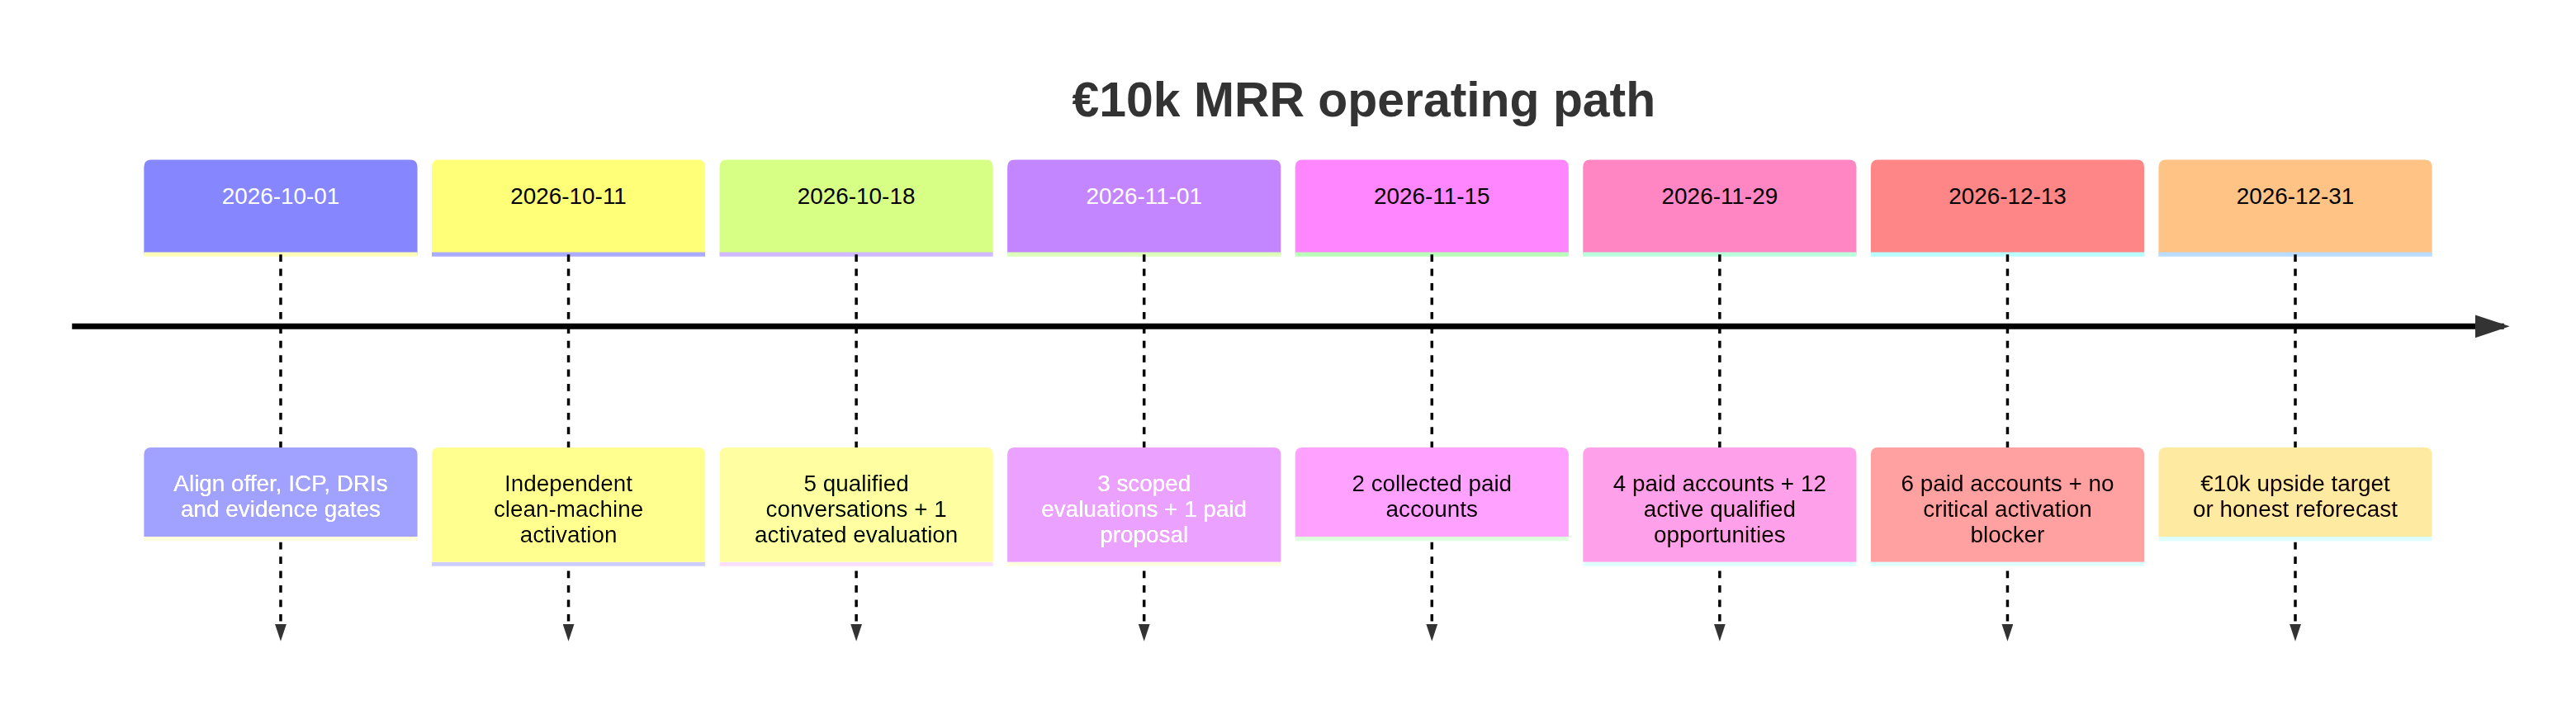 €10k MRR operating path
2026-10-01
2026-10-11
2026-10-18
2026-11-01
2026-11-15
2026-11-29
2026-12-13
2026-12-31
Align offer, ICP, DRIs
and evidence gates
Independent
clean-machine
activation
5 qualified
conversations + 1
activated evaluation
3 scoped
evaluations + 1 paid
proposal
2 collected paid
accounts
4 paid accounts + 12
active qualified
opportunities
6 paid accounts + no
critical activation
blocker
€10k upside target
or honest reforecast